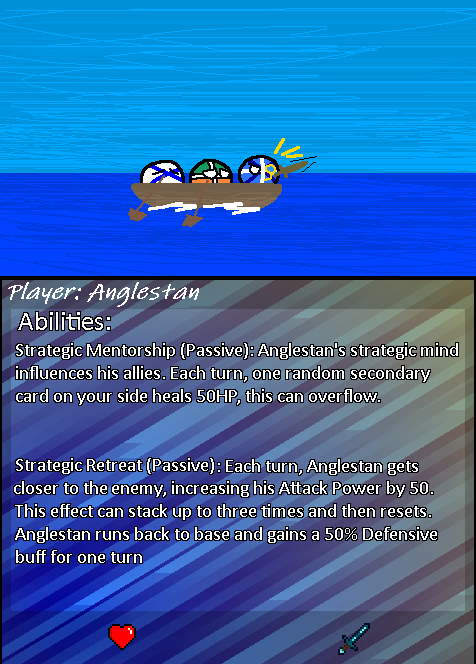 Player: Anglestan
Abilities:
Strategic Mentorship (Passive): Anglestan's strategic mind
influences his allies. Each turn, one random secondary
card on your side heals 50HP, this can overflow.
Strategic Retreat (Passive): Each turn, Anglestan gets
closer to the enemy, increasing his Attack Power by 50.
This effect can stack up to three times and then resets.
Anglestan runs back to base and gains a 50% Defensive
buff for one turn